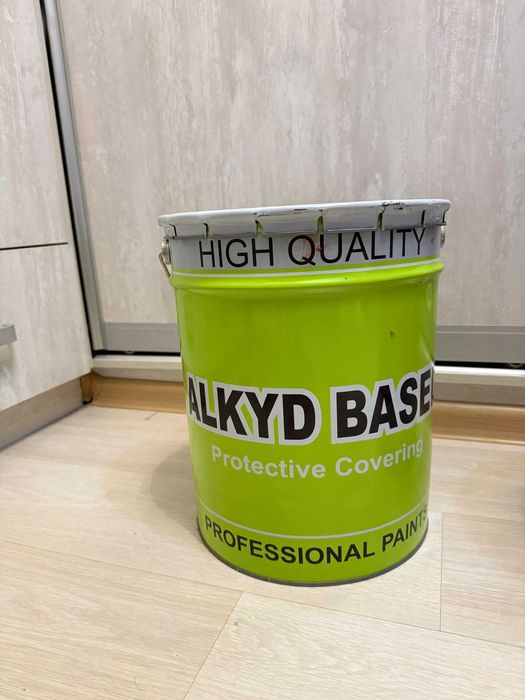 HIGH QUALITY
ALKYD BASE
Protective Covering
PROFESSIONAL PAINTS